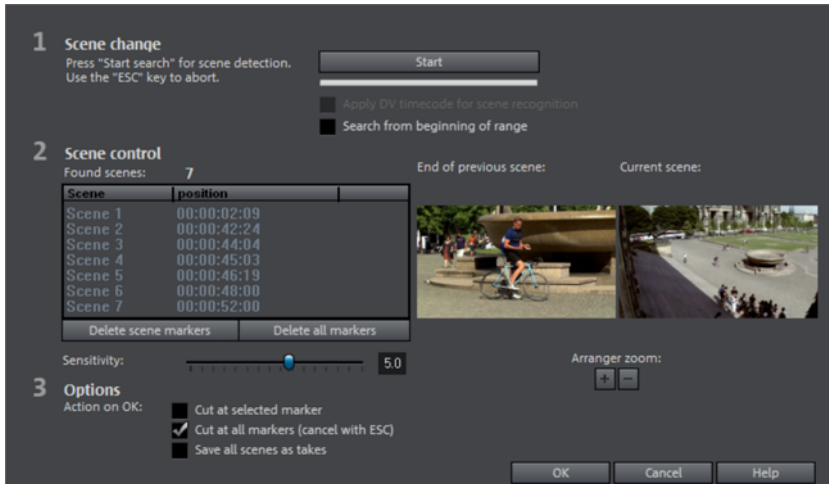 1 Scene change
Press "Start search" for scene detection.
Use the "ESC" key to abort.
Start
Apply DV timecode for scene recognition
Search from beginning of range
2 Scene control
Found scenes: 7
End of previous scene: Current scene:
Scene position
Scene 1 00:00:02:09
Scene 2 00:00:42:24
Scene 3 00:00:44:04
Scene 4 00:00:45:03
Scene 5 00:00:46:19
Scene 6 00:00:48:00
Scene 7 00:00:52:00
Delete scene markers Delete all markers
Sensitivity: 5.0
Arranger zoom:
+ −
3 Options
Action on OK: Cut at selected marker
Cut at all markers (cancel with ESC)
Save all scenes as takes
OK Cancel Help